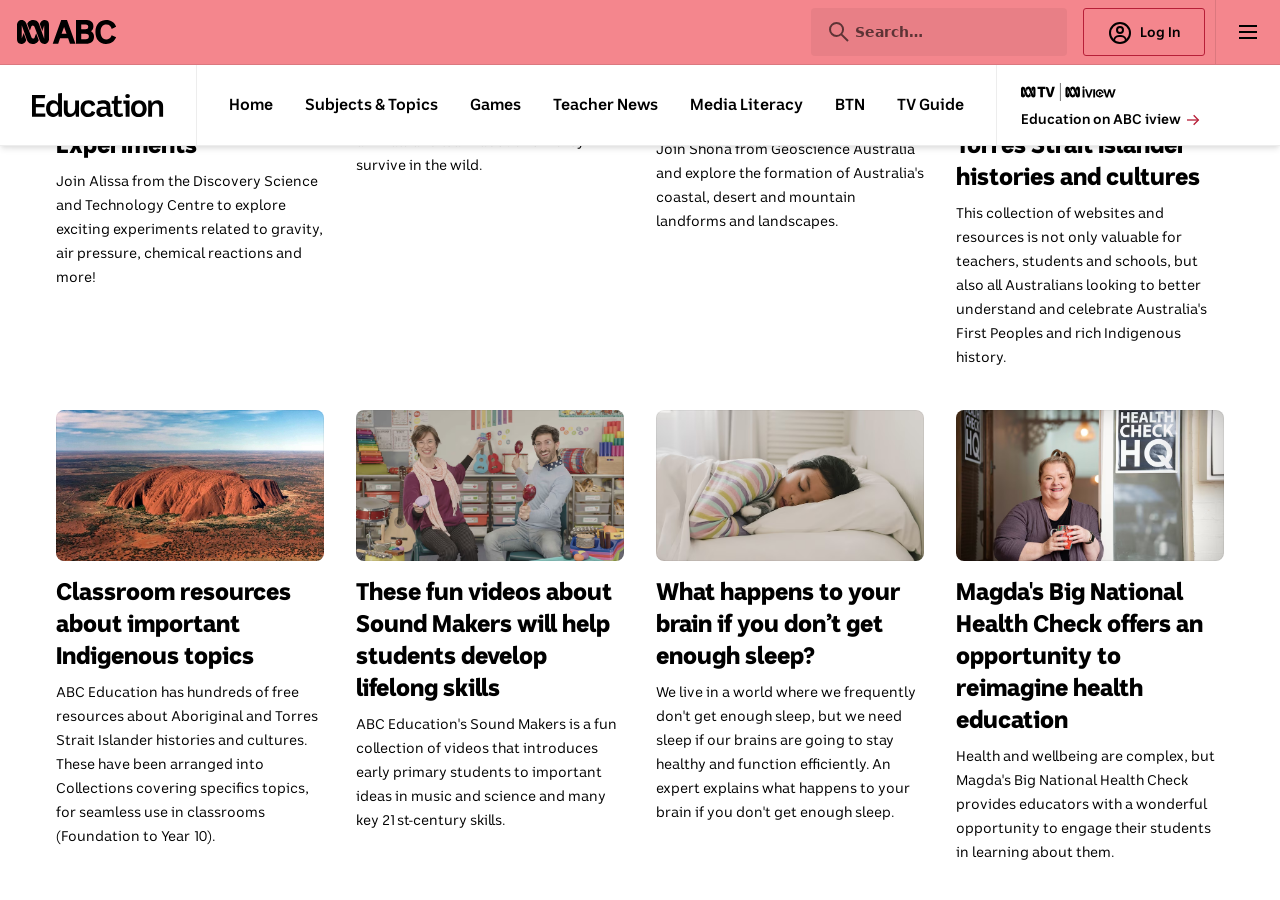 ABC
Search...
Log In
Education
Home
Subjects & Topics
Games
Teacher News
Media Literacy
BTN
TV Guide
TV
iview
Education on ABC iview
Experiments
Join Alissa from the Discovery Science
and Technology Centre to explore
exciting experiments related to gravity,
air pressure, chemical reactions and
more!
survive in the wild.
Join Shona from Geoscience Australia
and explore the formation of Australia's
coastal, desert and mountain
landforms and landscapes.
Torres Strait Islander
histories and cultures
This collection of websites and
resources is not only valuable for
teachers, students and schools, but
also all Australians looking to better
understand and celebrate Australia's
First Peoples and rich Indigenous
history.
HEALTH
CHECK
HQ
Classroom resources
about important
Indigenous topics
ABC Education has hundreds of free
resources about Aboriginal and Torres
Strait Islander histories and cultures.
These have been arranged into
Collections covering specifics topics,
for seamless use in classrooms
(Foundation to Year 10).
These fun videos about
Sound Makers will help
students develop
lifelong skills
ABC Education's Sound Makers is a fun
collection of videos that introduces
early primary students to important
ideas in music and science and many
key 21st-century skills.
What happens to your
brain if you don’t get
enough sleep?
We live in a world where we frequently
don't get enough sleep, but we need
sleep if our brains are going to stay
healthy and function efficiently. An
expert explains what happens to your
brain if you don't get enough sleep.
Magda's Big National
Health Check offers an
opportunity to
reimagine health
education
Health and wellbeing are complex, but
Magda's Big National Health Check
provides educators with a wonderful
opportunity to engage their students
in learning about them.